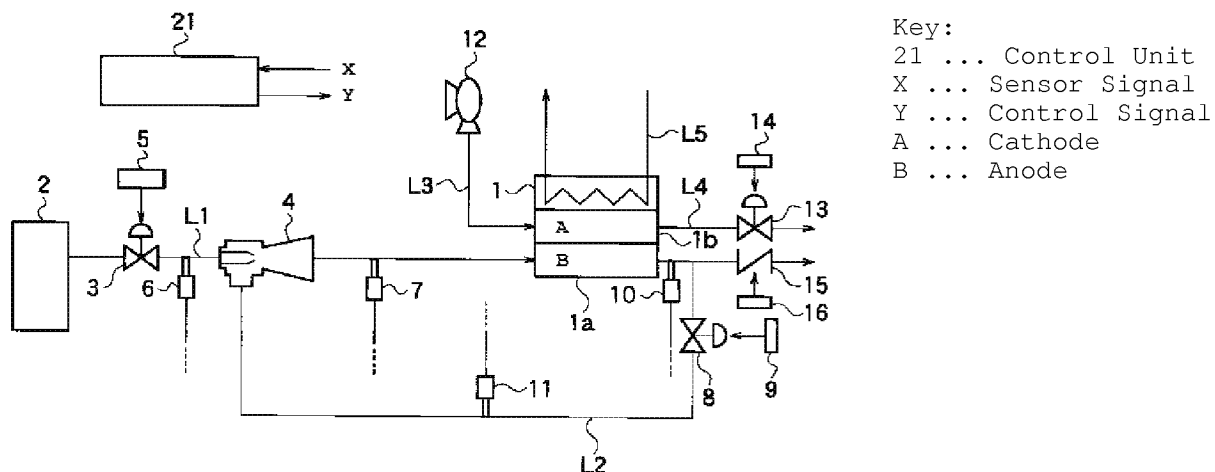 21
X
Y
12
14
5
L5
2
L3
1
L4
L1
4
13
A
1b
B
3
6
7
10
15
1a
16
11
8
9
L2
Key:
21 ... Control Unit
X ... Sensor Signal
Y ... Control Signal
A ... Cathode
B ... Anode